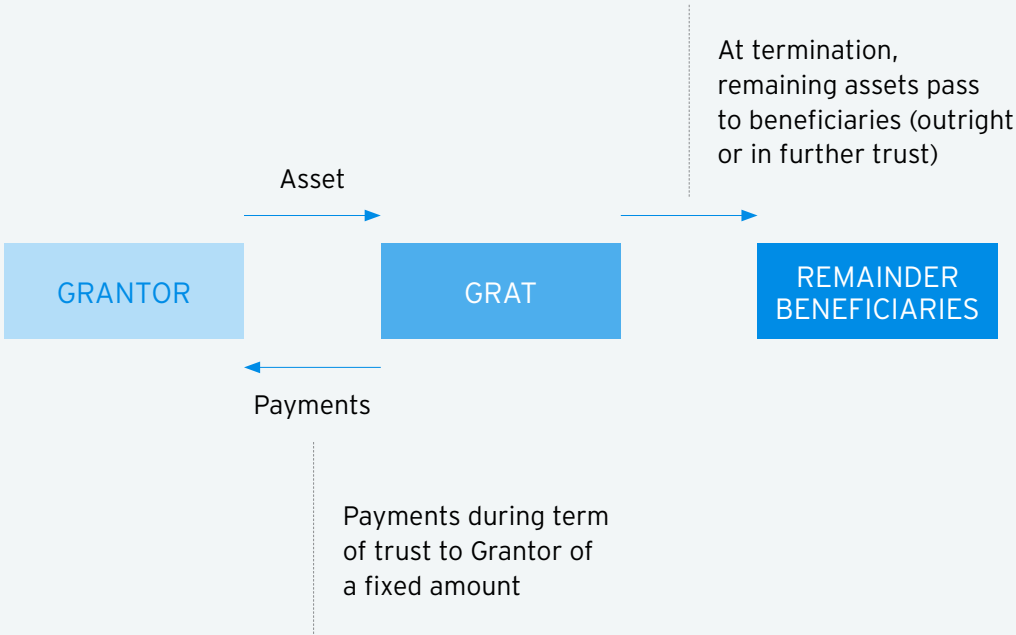 At termination,
remaining assets pass
to beneficiaries (outright
or in further trust)
Asset
GRANTOR
GRAT
REMAINDER
BENEFICIARIES
Payments
Payments during term
of trust to Grantor of
a fixed amount